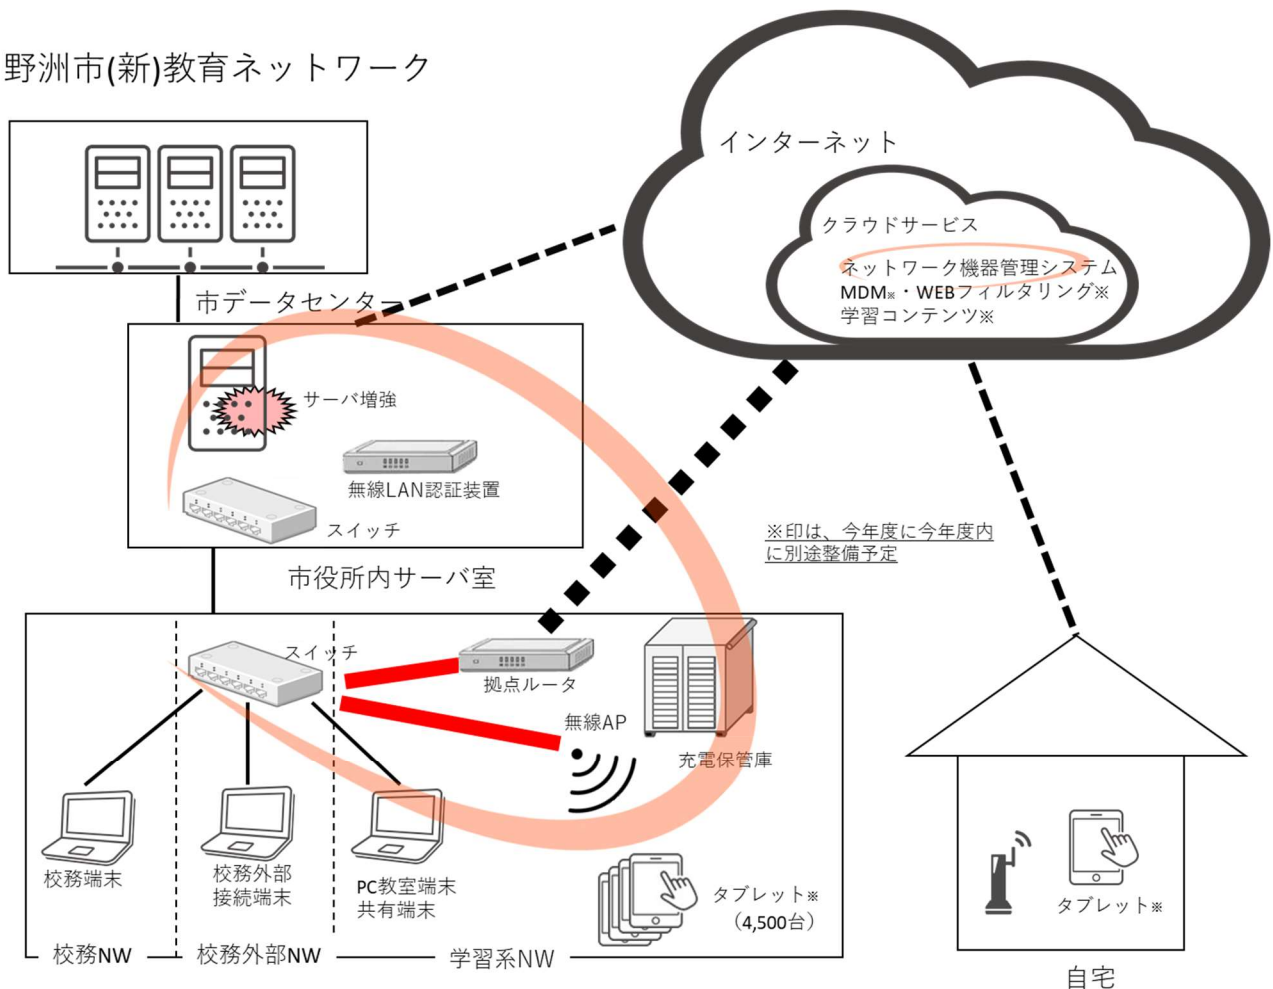 野洲市(新)教育ネットワーク
インターネット
クラウドサービス
ネットワーク機器管理システム
MDM※・WEBフィルタリング※
学習コンテンツ※
市データセンター
サーバ増強
無線LAN認証装置
スイッチ
※印は、今年度に今年度内
に別途整備予定
市役所内サーバ室
スイッチ
拠点ルータ
無線AP
充電保管庫
校務端末
校務外部
接続端末
PC教室端末
共有端末
タブレット※
（4,500台）
タブレット※
校務NW
校務外部NW
学習系NW
自宅